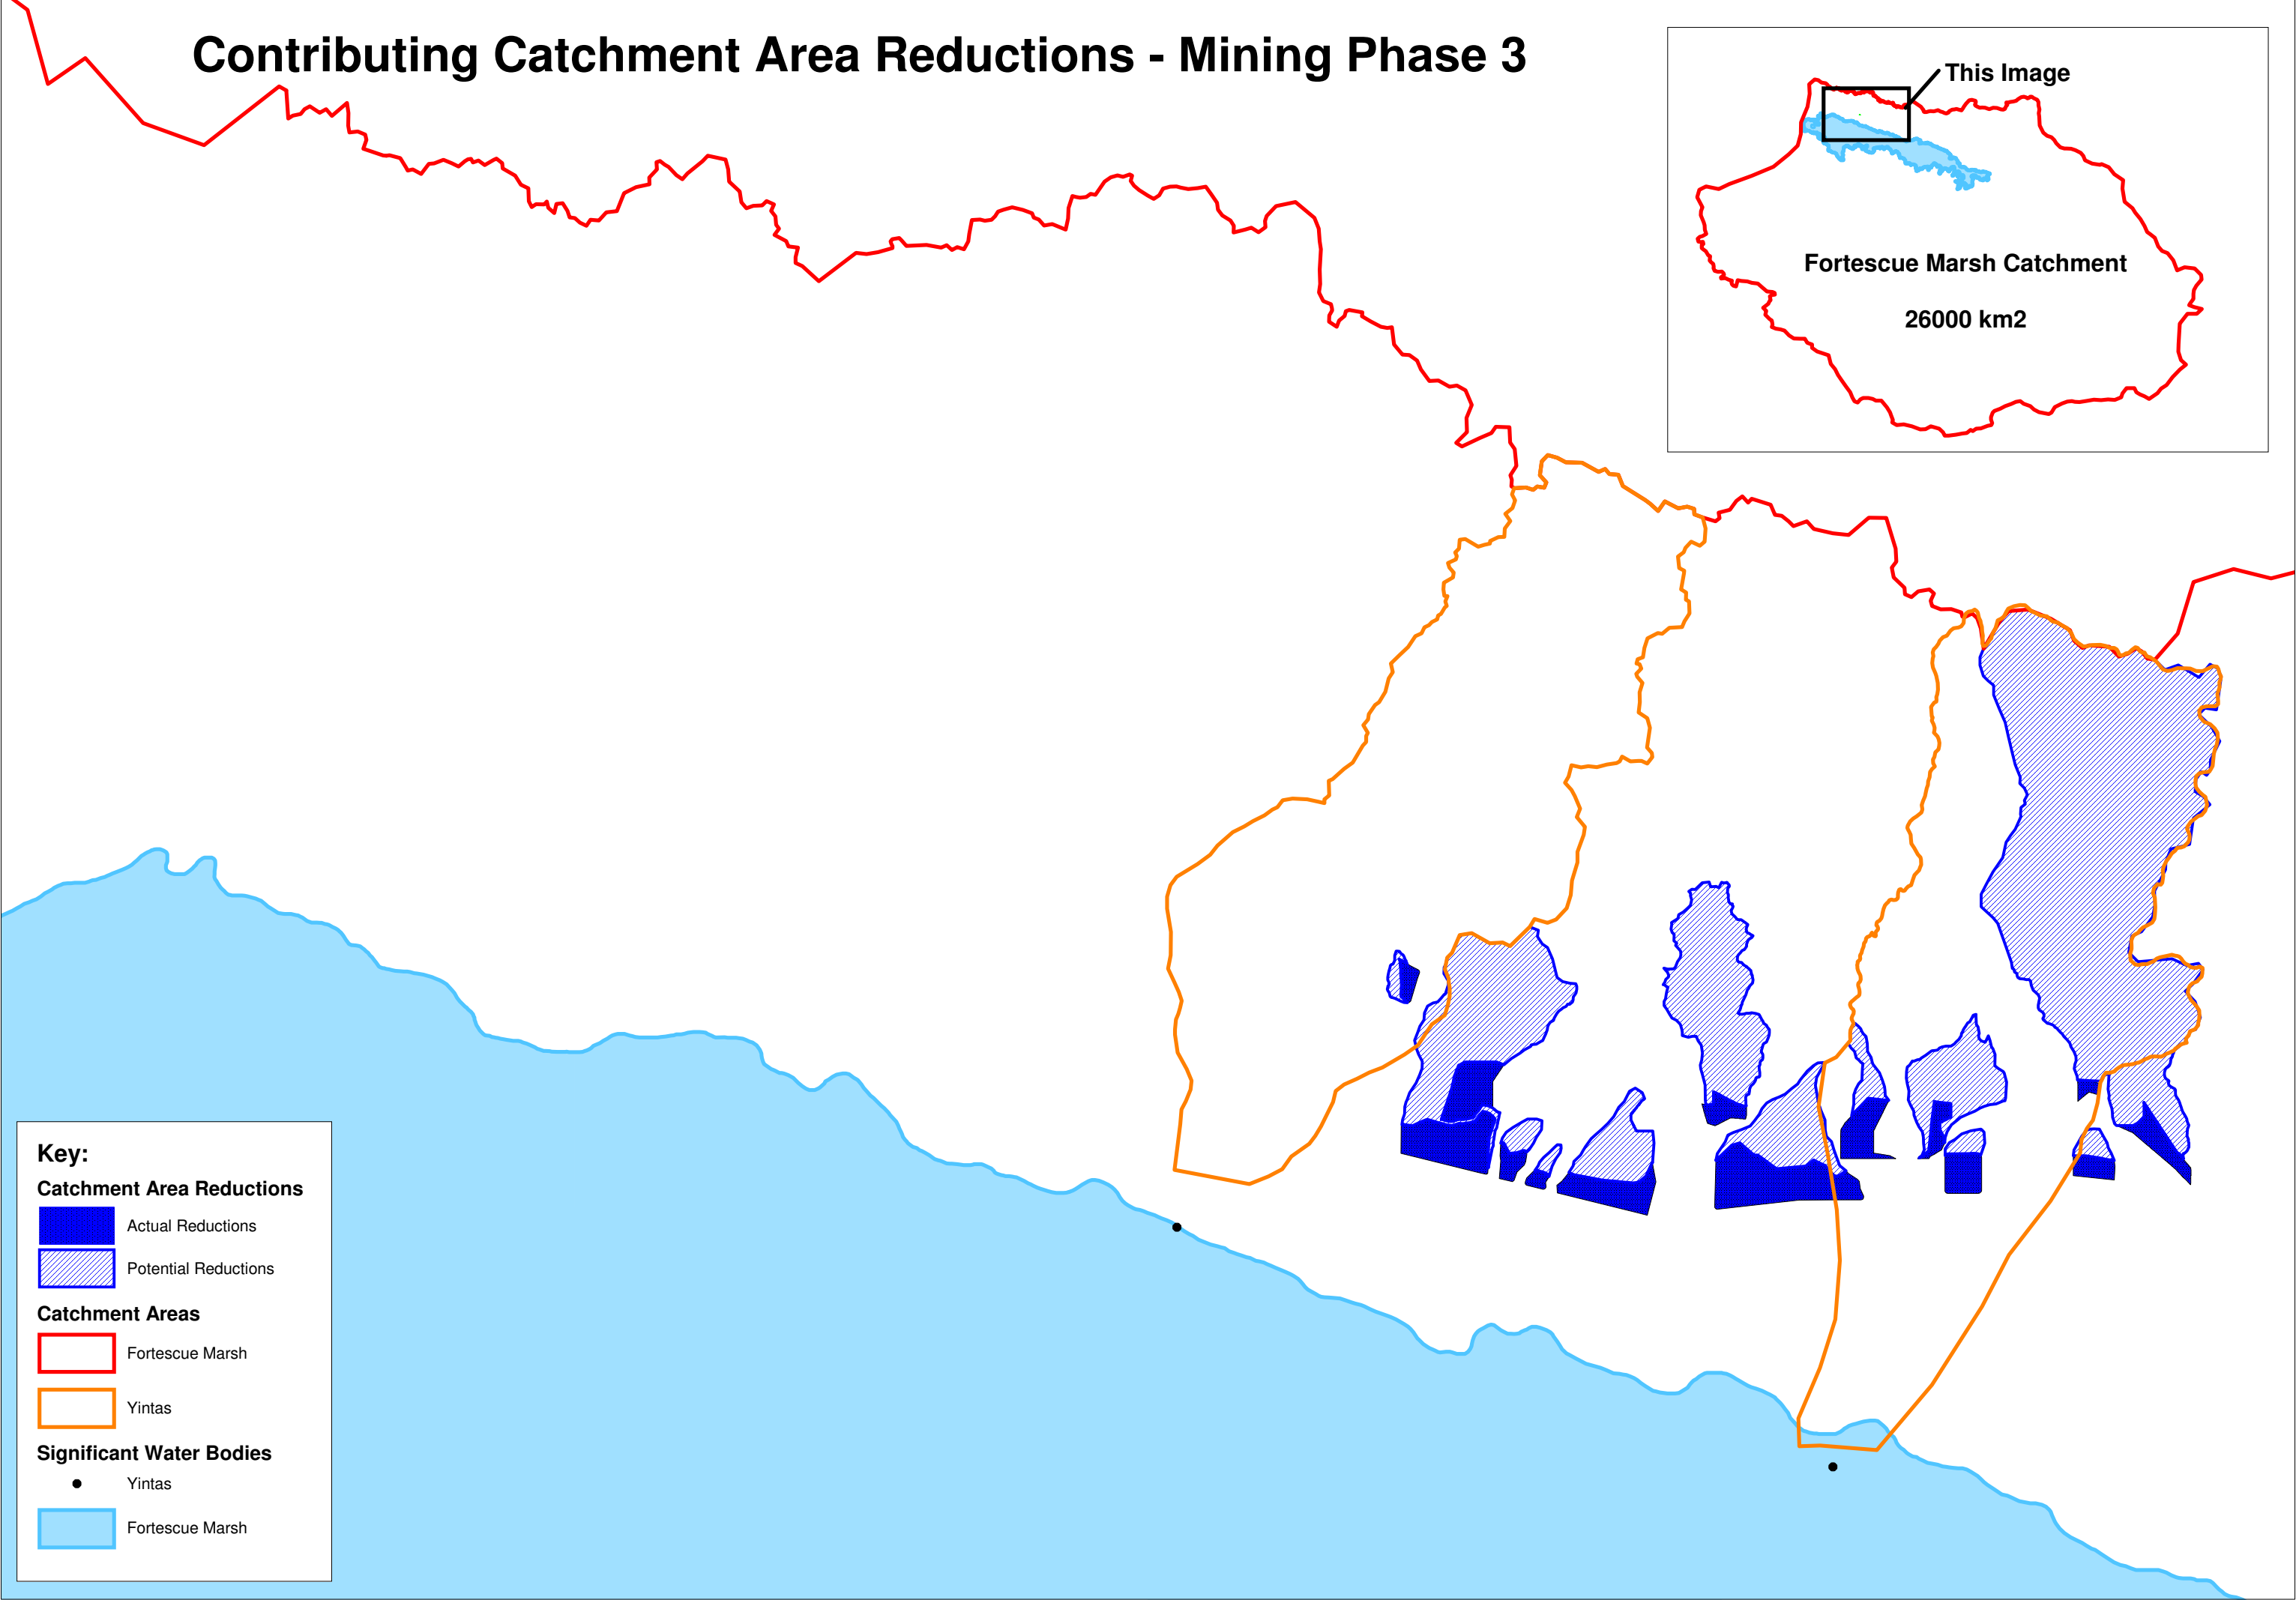 Contributing Catchment Area Reductions - Mining Phase 3
This Image
Fortescue Marsh Catchment
26000 km2
Key:
Catchment Area Reductions
Actual Reductions
Potential Reductions
Catchment Areas
Fortescue Marsh
Yintas
Significant Water Bodies
Yintas
Fortescue Marsh